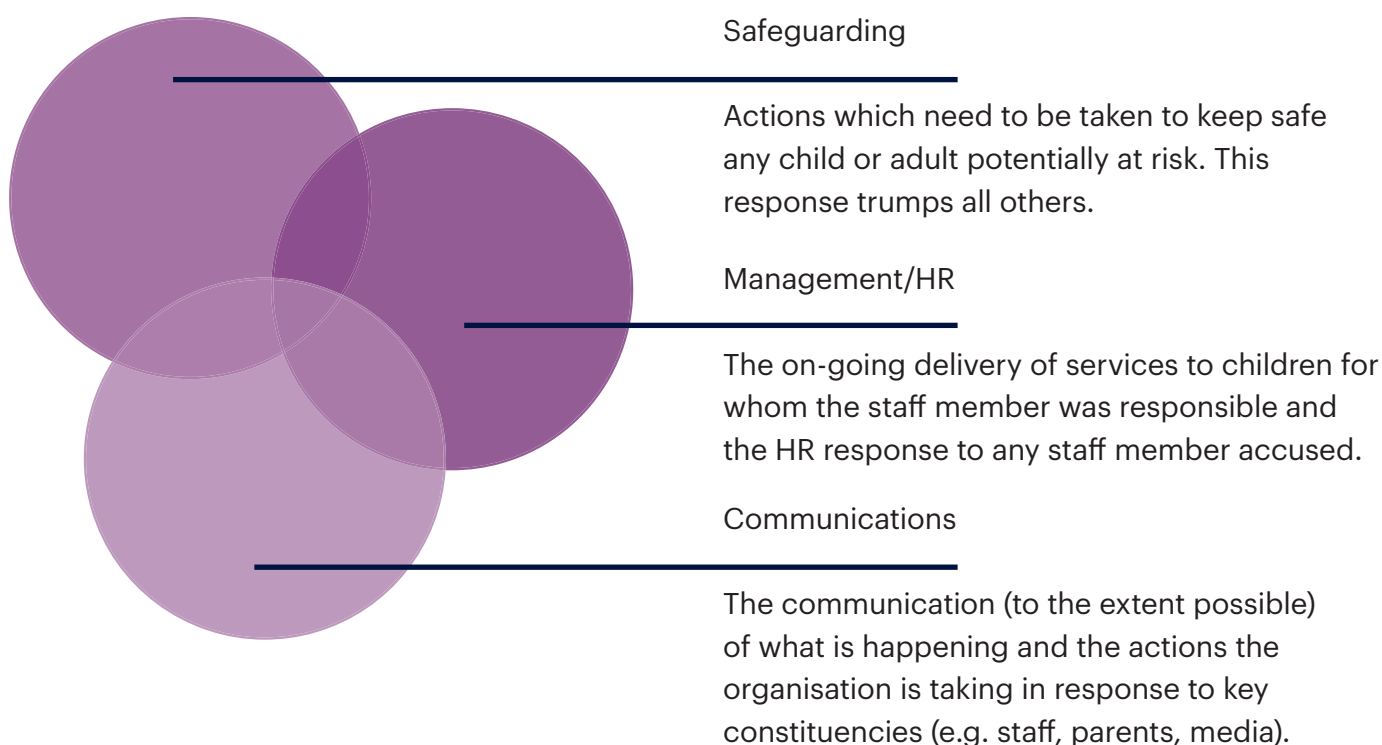 Safeguarding
Actions which need to be taken to keep safe
any child or adult potentially at risk. This
response trumps all others.
Management/HR
The on-going delivery of services to children for
whom the staff member was responsible and
the HR response to any staff member accused.
Communications
The communication (to the extent possible)
of what is happening and the actions the
organisation is taking in response to key
constituencies (e.g. staff, parents, media).